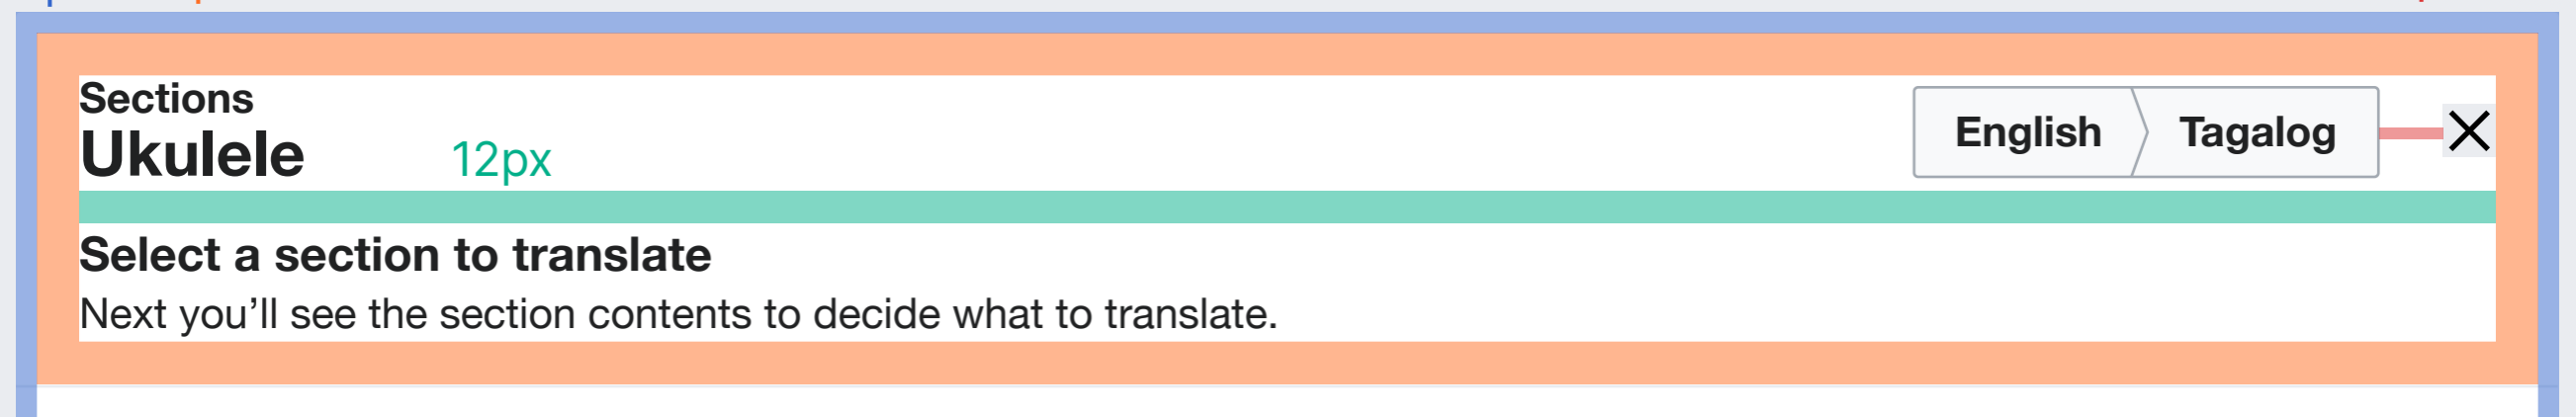 Sections
Ukulele
12px
English
Tagalog
Select a section to translate
Next you’ll see the section contents to decide what to translate.